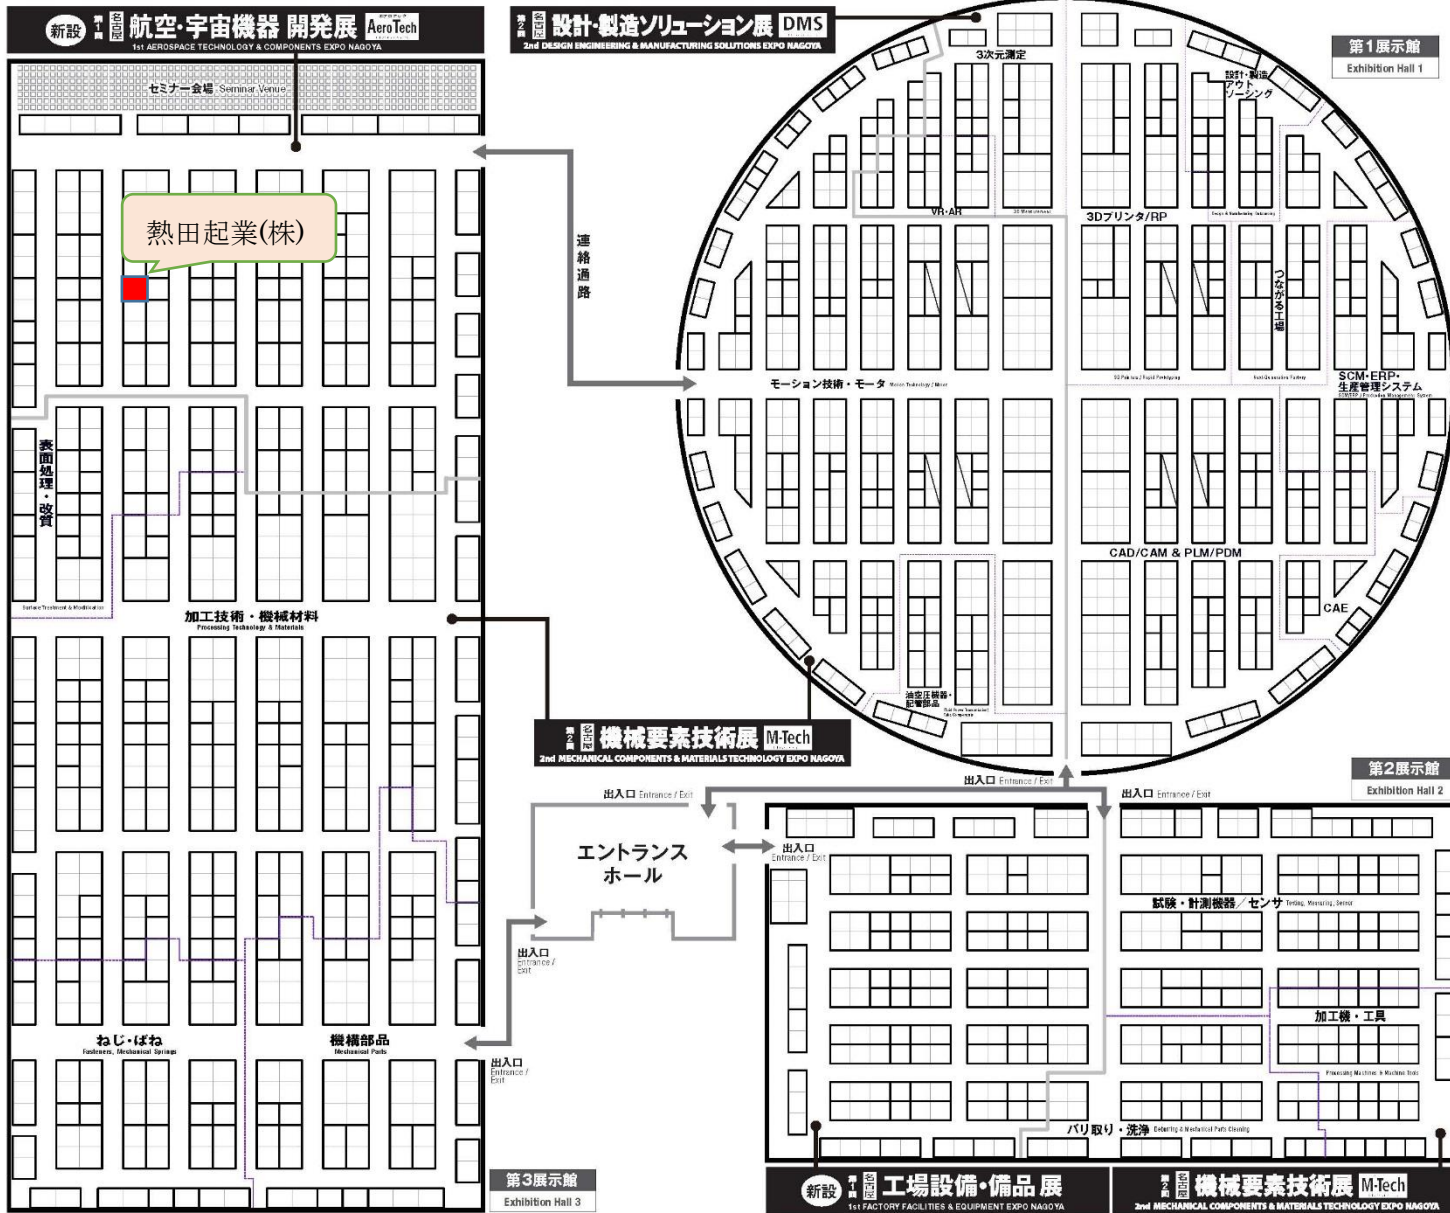 新設
第1回
名古屋
航空・宇宙機器 開発展
AeroTech
1st AEROSPACE TECHNOLOGY & COMPONENTS EXPO NAGOYA
第2回
名古屋
設計・製造ソリューション展
DMS
2nd DESIGN ENGINEERING & MANUFACTURING SOLUTIONS EXPO NAGOYA
第1展示館
Exhibition Hall 1
セミナー会場 Seminar Venue
熱田起業(株)
連絡通路
3次元測定
設計・製造
アウト
ソーシング
VR・AR
3Dプリンタ/RP
つながる工場
モーション技術・モータ
SCM・ERP・
生産管理システム
表面処理・改質
Surface Treatment & Modification
加工技術・機械材料
Processing Technology & Materials
CAD/CAM & PLM/PDM
CAE
油空圧機器・
配管部品
第2回
名古屋
機械要素技術展
M-Tech
2nd MECHANICAL COMPONENTS & MATERIALS TECHNOLOGY EXPO NAGOYA
第2展示館
Exhibition Hall 2
出入口 Entrance / Exit
出入口 Entrance / Exit
出入口 Entrance / Exit
エントランス
ホール
出入口
Entrance / Exit
出入口
Entrance /
Exit
出入口
Entrance /
Exit
試験・計測機器/センサ Testing, Measuring, Sensor
加工機・工具
Processing Machines & Machine Tools
バリ取り・洗浄 Deburring & Mechanical Parts Cleaning
ねじ・ばね
Fasteners, Mechanical Springs
機構部品
Mechanical Parts
第3展示館
Exhibition Hall 3
新設
第1回
名古屋
工場設備・備品 展
1st FACTORY FACILITIES & EQUIPMENT EXPO NAGOYA
第2回
名古屋
機械要素技術展
M-Tech
2nd MECHANICAL COMPONENTS & MATERIALS TECHNOLOGY EXPO NAGOYA